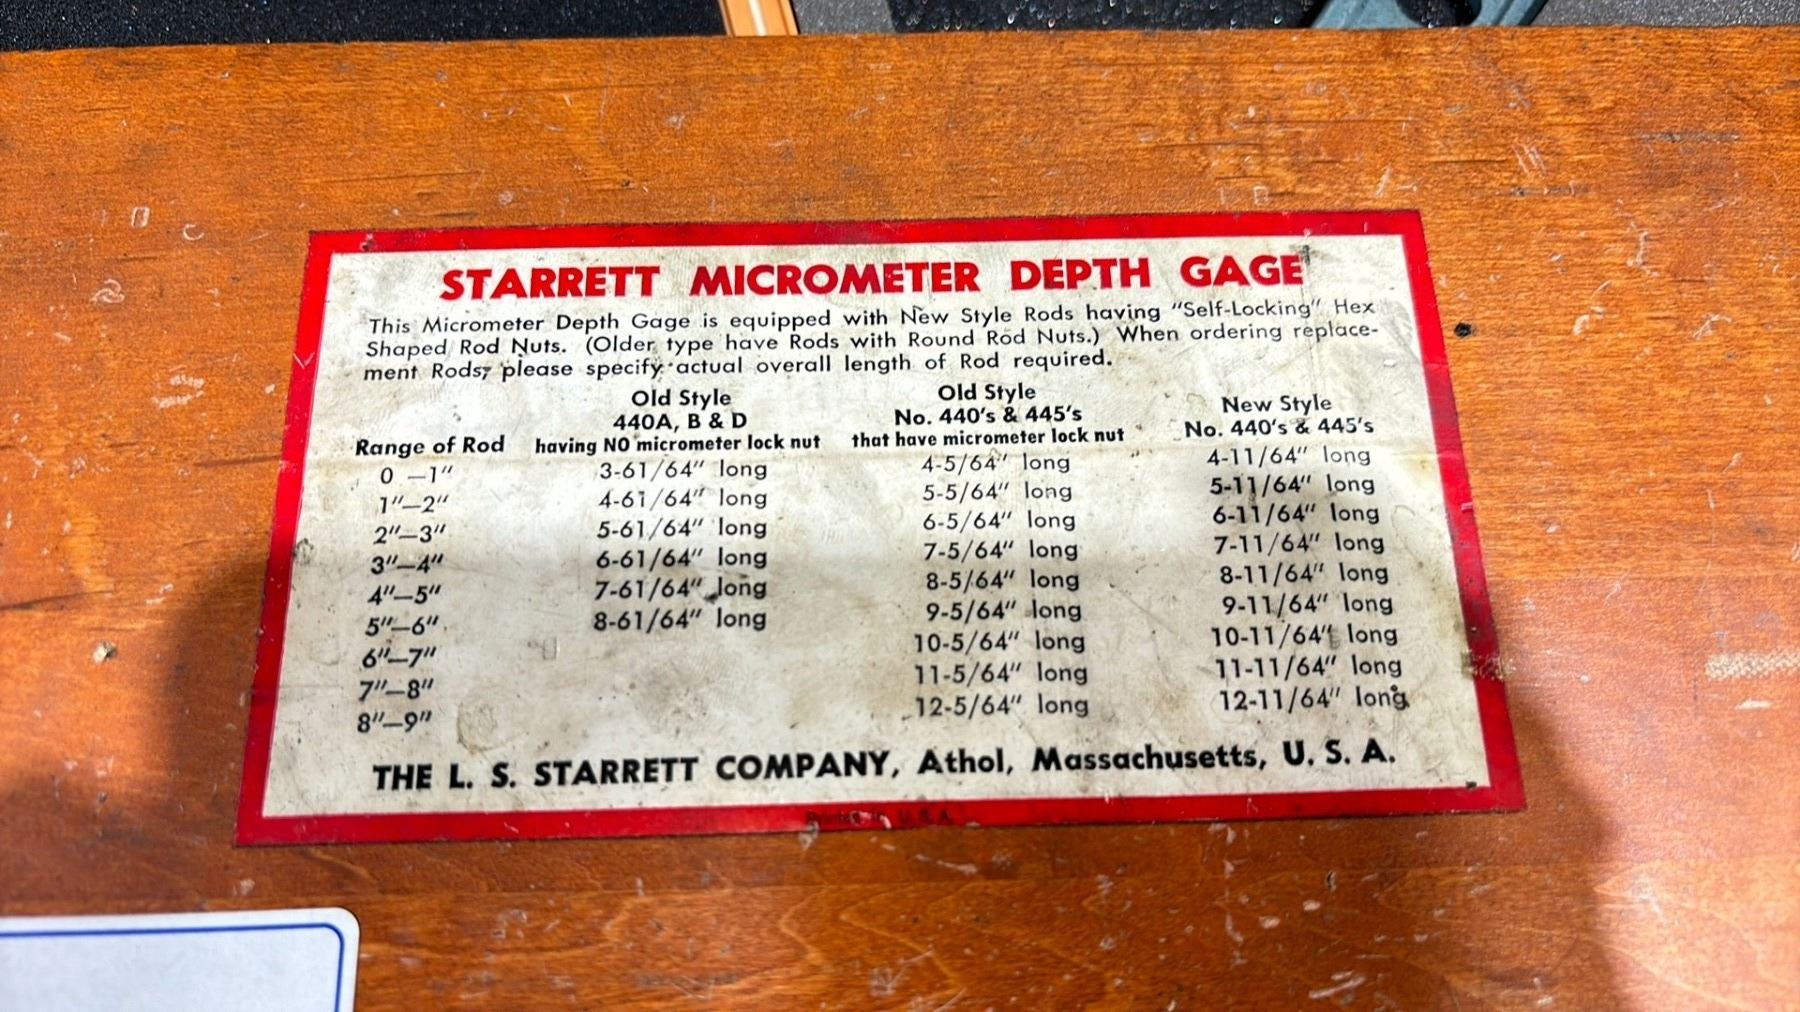 STARRETT MICROMETER DEPTH GAGE
This Micrometer Depth Gage is equipped with New Style Rods having "Self-Locking" Hex
Shaped Rod Nuts. (Older type have Rods with Round Rod Nuts.) When ordering replace-
ment Rods, please specify actual overall length of Rod required.
Old Style Old Style New Style
440A, B & D No. 440's & 445's No. 440's & 445's
Range of Rod having NO micrometer lock nut that have micrometer lock nut
0 —1" 3-61/64" long 4-5/64" long 4-11/64" long
1"—2" 4-61/64" long 5-5/64" long 5-11/64" long
2"—3" 5-61/64" long 6-5/64" long 6-11/64" long
3"—4" 6-61/64" long 7-5/64" long 7-11/64" long
4"—5" 7-61/64" long 8-5/64" long 8-11/64" long
5"—6" 8-61/64" long 9-5/64" long 9-11/64" long
6"—7" 10-5/64" long 10-11/64" long
7"—8" 11-5/64" long 11-11/64" long
8"—9" 12-5/64" long 12-11/64" long
THE L. S. STARRETT COMPANY, Athol, Massachusetts, U. S. A.
Printed in U. S. A.